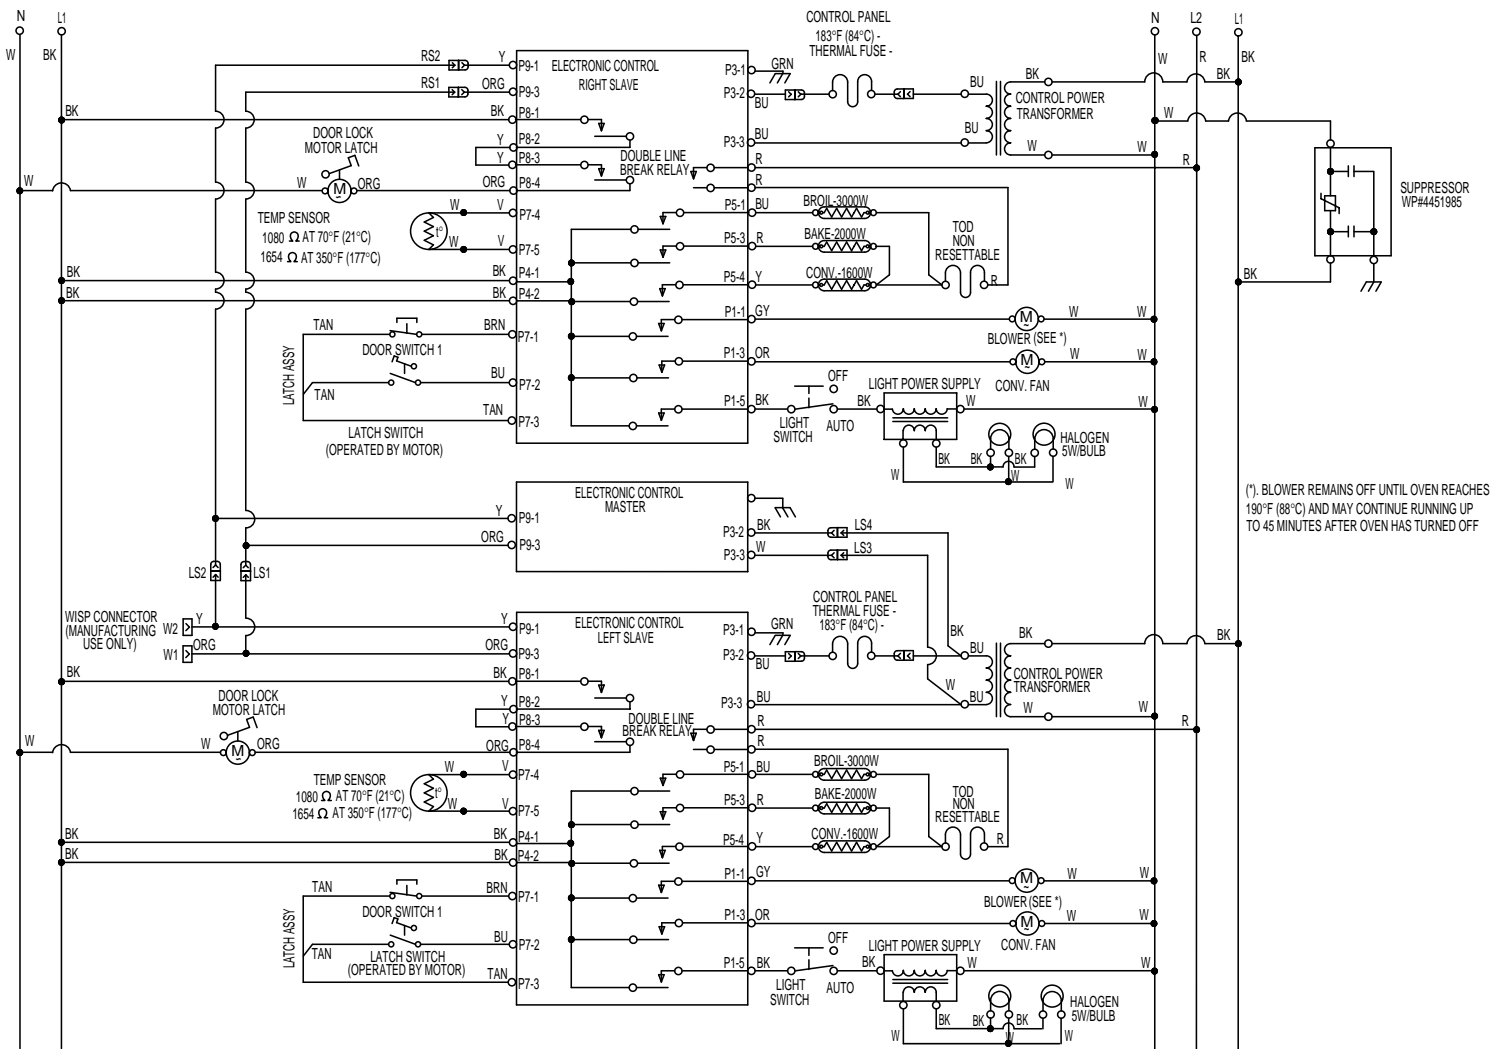 N
L1
W
BK
CONTROL PANEL
183°F (84°C) -
THERMAL FUSE -
N
L2
L1
W
R
BK
RS2
Y
P9-1
ELECTRONIC CONTROL
RIGHT SLAVE
P3-1
GRN
RS1
ORG
P9-3
P3-2
BU
BU
BK
BK
CONTROL POWER
TRANSFORMER
BK
BK
P8-1
W
DOOR LOCK
MOTOR LATCH
Y
P8-2
Y
P8-3
DOUBLE LINE
BREAK RELAY
P3-3
BU
BU
W
W
R
R
W
W
M
ORG
ORG
P8-4
R
SUPPRESSOR
WP#4451985
TEMP SENSOR
1080 Ω AT 70°F (21°C)
1654 Ω AT 350°F (177°C)
W
V
P7-4
t°
W
V
P7-5
P5-1
BU
BROIL-3000W
P5-3
R
BAKE-2000W
TOD
NON
RESETTABLE
BK
BK
P4-1
P5-4
Y
CONV.-1600W
R
BK
BK
BK
P4-2
P1-1
GY
M
W
W
BLOWER (SEE *)
TAN
BRN
P7-1
DOOR SWITCH 1
P1-3
OR
M
W
W
CONV. FAN
LATCH ASSY
BU
P7-2
TAN
OFF
LIGHT POWER SUPPLY
P1-5
BK
BK
W
W
TAN
P7-3
LIGHT
SWITCH
AUTO
LATCH SWITCH
(OPERATED BY MOTOR)
HALOGEN
5W/BULB
BK
BK
BK
W
W
W
ELECTRONIC CONTROL
MASTER
(*). BLOWER REMAINS OFF UNTIL OVEN REACHES
190°F (88°C) AND MAY CONTINUE RUNNING UP
TO 45 MINUTES AFTER OVEN HAS TURNED OFF
Y
P9-1
P3-2
BK
LS4
ORG
P9-3
P3-3
W
LS3
LS2
LS1
CONTROL PANEL
THERMAL FUSE -
183°F (84°C) -
WISP CONNECTOR
(MANUFACTURING
USE ONLY)
W2
Y
Y
P9-1
ELECTRONIC CONTROL
LEFT SLAVE
P3-1
GRN
BK
BK
BK
W1
ORG
ORG
P9-3
P3-2
BU
BU
BK
BK
P8-1
CONTROL POWER
TRANSFORMER
W
DOOR LOCK
MOTOR LATCH
Y
P8-2
Y
P8-3
DOUBLE LINE
BREAK RELAY
P3-3
BU
BU
W
W
R
R
W
W
M
ORG
ORG
P8-4
R
TEMP SENSOR
1080 Ω AT 70°F (21°C)
1654 Ω AT 350°F (177°C)
W
V
P7-4
t°
W
V
P7-5
P5-1
BU
BROIL-3000W
P5-3
R
BAKE-2000W
TOD
NON
RESETTABLE
BK
BK
P4-1
P5-4
Y
CONV.-1600W
R
BK
BK
P4-2
P1-1
GY
M
W
W
BLOWER (SEE *)
TAN
BRN
P7-1
DOOR SWITCH 1
P1-3
OR
M
W
W
CONV. FAN
LATCH ASSY
BU
P7-2
TAN
OFF
LIGHT POWER SUPPLY
LATCH SWITCH
(OPERATED BY MOTOR)
P1-5
BK
BK
W
W
TAN
P7-3
LIGHT
SWITCH
AUTO
HALOGEN
5W/BULB
BK
BK
BK
W
W
W